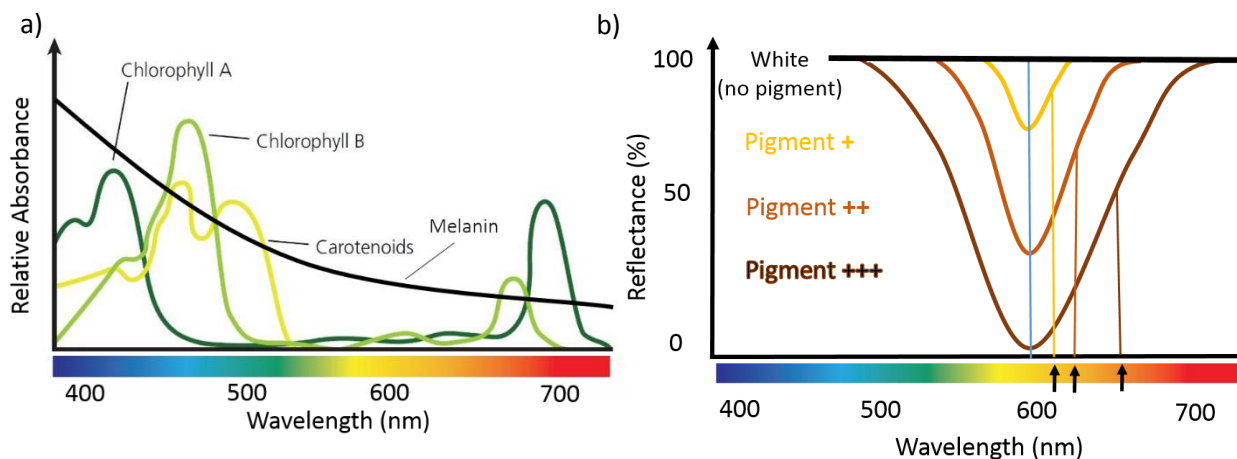 a)
Chlorophyll A
Chlorophyll B
Carotenoids
Melanin
Relative Absorbance
400 500 600 700
Wavelength (nm)
b)
100
White
(no pigment)
Pigment +
50
Pigment ++
Pigment +++
0
Reflectance (%)
400 500 600 700
Wavelength (nm)